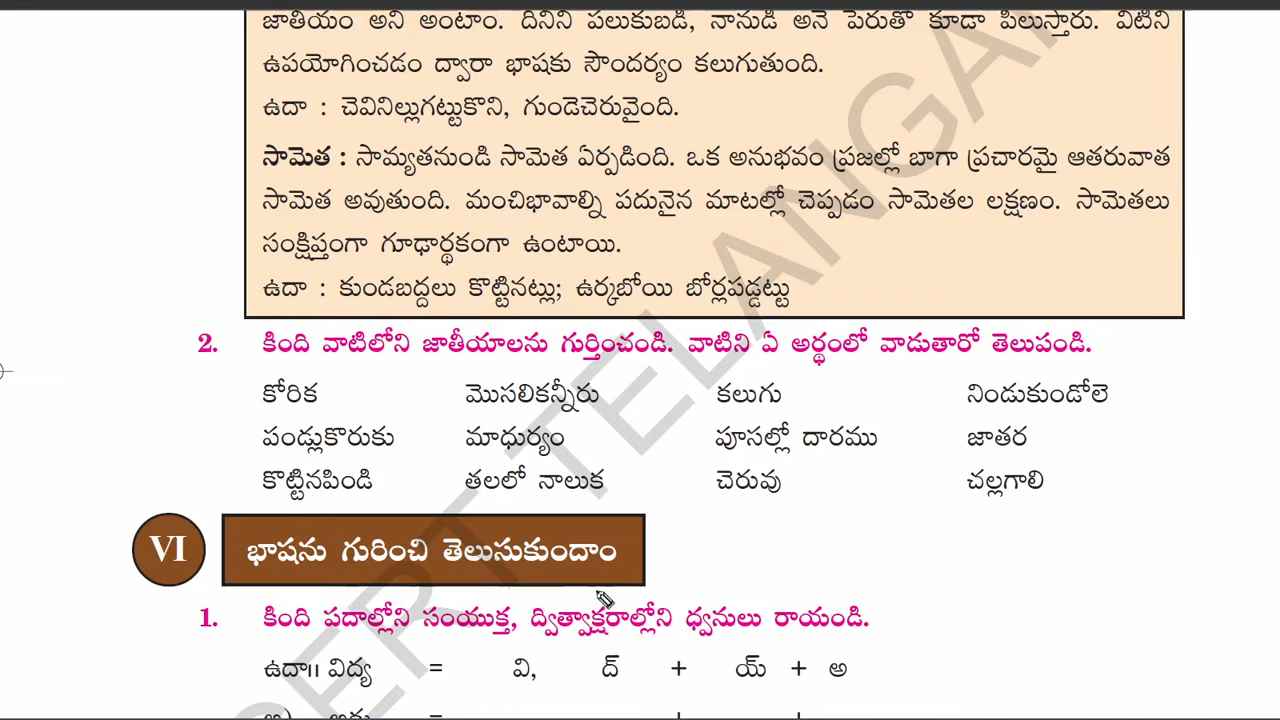 జాతీయం అని అంటాం. దీనిని పలుకుబడి, నానుడి అనే పేరుతో కూడా పిలుస్తారు. వీటిని
ఉపయోగించడం ద్వారా భాషకు సౌందర్యం కలుగుతుంది.
ఉదా : చెవినిల్లుగట్టుకొని, గుండెచెరువైంది.
సామెత : సామ్యతనుండి సామెత ఏర్పడింది. ఒక అనుభవం ప్రజల్లో బాగా ప్రచారమై ఆతరువాత
సామెత అవుతుంది. మంచిభావాల్ని పదునైన మాటల్లో చెప్పడం సామెతల లక్షణం. సామెతలు
సంక్షిప్తంగా గూఢార్థకంగా ఉంటాయి.
ఉదా : కుండబద్దలు కొట్టినట్లు; ఉర్కబోయి బోర్లపడ్డట్టు
2. కింది వాటిలోని జాతీయాలను గుర్తించండి. వాటిని ఏ అర్థంలో వాడుతారో తెలుపండి.
కోరిక మొసలికన్నీరు కలుగు నిండుకుండోలె
పండ్లుకొరుకు మాధుర్యం పూసల్లో దారము జాతర
కొట్టినపిండి తలలో నాలుక చెరువు చల్లగాలి
VI భాషను గురించి తెలుసుకుందాం
1. కింది పదాల్లోని సంయుక్త, ద్విత్వాక్షరాల్లోని ధ్వనులు రాయండి.
ఉదా॥ విద్య = వి, ద్ + య్ + అ
SCERT TELANGANA